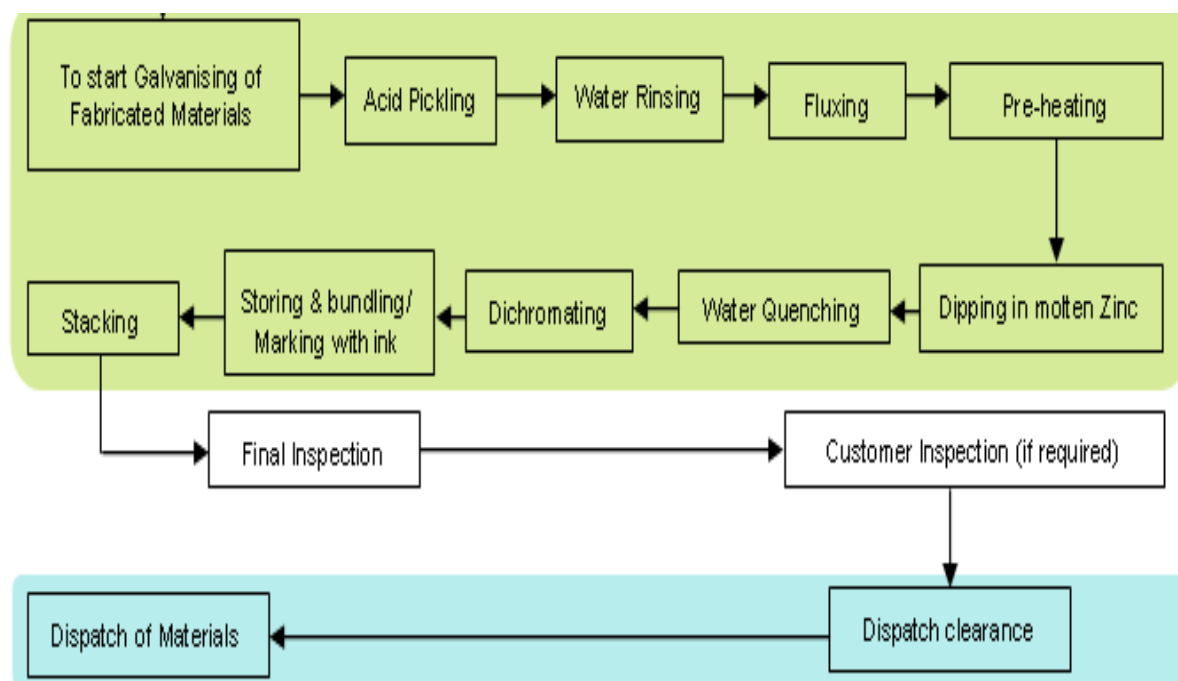 To start Galvanising of
Fabricated Materials
Acid Pickling
Water Rinsing
Fluxing
Pre-heating
Stacking
Storing & bundling/
Marking with ink
Dichromating
Water Quenching
Dipping in motten Zinc
Final Inspection
Customer Inspection (if required)
Dispatch of Materials
Dispatch clearance